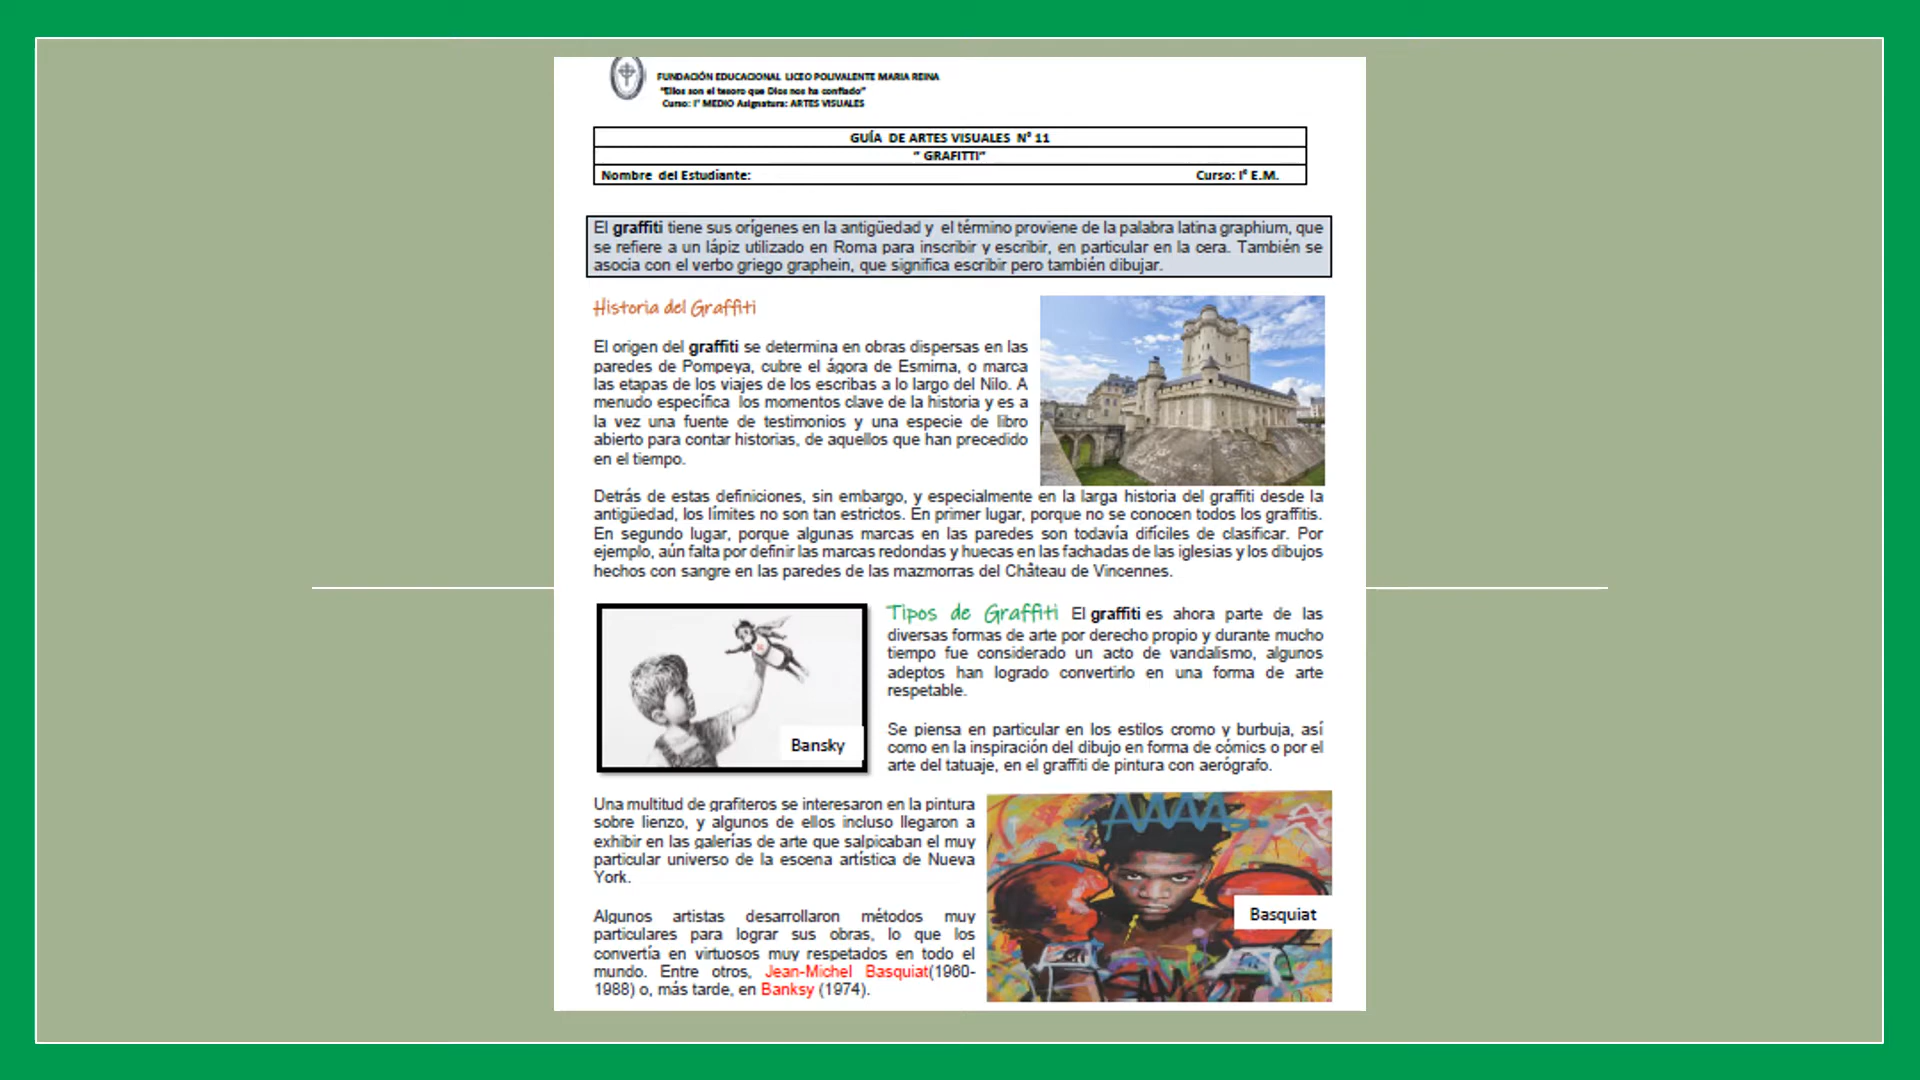 FUNDACIÓN EDUCACIONAL LICEO POLIVALENTE MARIA REINA
"Ellos son el tesoro que Dios nos ha confiado"
Curso: I° MEDIO Asignatura: ARTES VISUALES
GUÍA DE ARTES VISUALES N° 11
" GRAFITTI"
Nombre del Estudiante: Curso: I° E.M.
El graffiti tiene sus orígenes en la antigüedad y el término proviene de la palabra latina graphium, que
se refiere a un lápiz utilizado en Roma para inscribir y escribir, en particular en la cera. También se
asocia con el verbo griego graphein, que significa escribir pero también dibujar.
Historia del Graffiti
El origen del graffiti se determina en obras dispersas en las
paredes de Pompeya, cubre el ágora de Esmirna, o marca
las etapas de los viajes de los escribas a lo largo del Nilo. A
menudo específica los momentos clave de la historia y es a
la vez una fuente de testimonios y una especie de libro
abierto para contar historias, de aquellos que han precedido
en el tiempo.
Detrás de estas definiciones, sin embargo, y especialmente en la larga historia del graffiti desde la
antigüedad, los límites no son tan estrictos. En primer lugar, porque no se conocen todos los graffitis.
En segundo lugar, porque algunas marcas en las paredes son todavía difíciles de clasificar. Por
ejemplo, aún falta por definir las marcas redondas y huecas en las fachadas de las iglesias y los dibujos
hechos con sangre en las paredes de las mazmorras del Château de Vincennes.
Tipos de Graffiti El graffiti es ahora parte de las
diversas formas de arte por derecho propio y durante mucho
tiempo fue considerado un acto de vandalismo, algunos
adeptos han logrado convertirlo en una forma de arte
respetable.
Bansky
Se piensa en particular en los estilos cromo y burbuja, así
como en la inspiración del dibujo en forma de cómics o por el
arte del tatuaje, en el graffiti de pintura con aerógrafo.
Una multitud de grafiteros se interesaron en la pintura
sobre lienzo, y algunos de ellos incluso llegaron a
exhibir en las galerías de arte que salpicaban el muy
particular universo de la escena artística de Nueva
York.
Algunos artistas desarrollaron métodos muy
particulares para lograr sus obras, lo que los
convertía en virtuosos muy respetados en todo el
mundo. Entre otros, Jean-Michel Basquiat(1960-
1988) o, más tarde, en Banksy (1974).
Basquiat